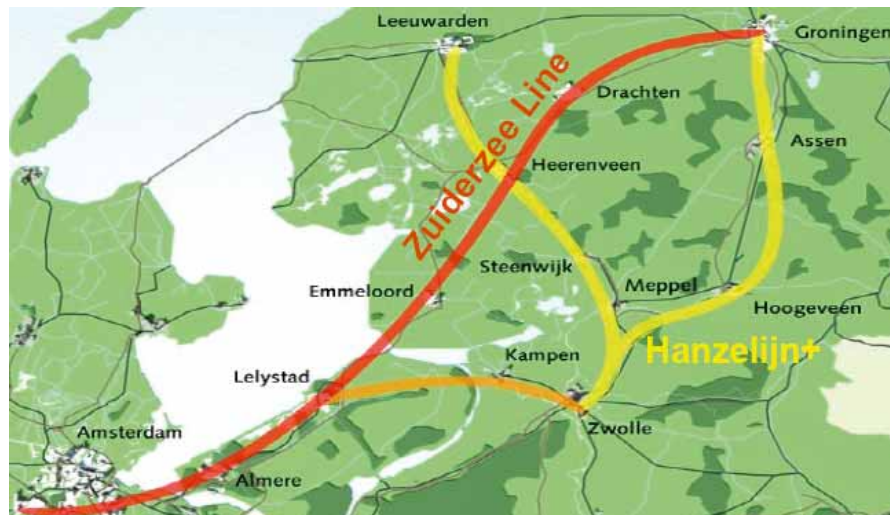 Leeuwarden
Groningen
Drachten
Assen
Zuiderzee Line
Heerenveen
Steenwijk
Emmeloord
Meppel
Hoogeveen
Hanzelijn+
Kampen
Lelystad
Zwolle
Amsterdam
Almere